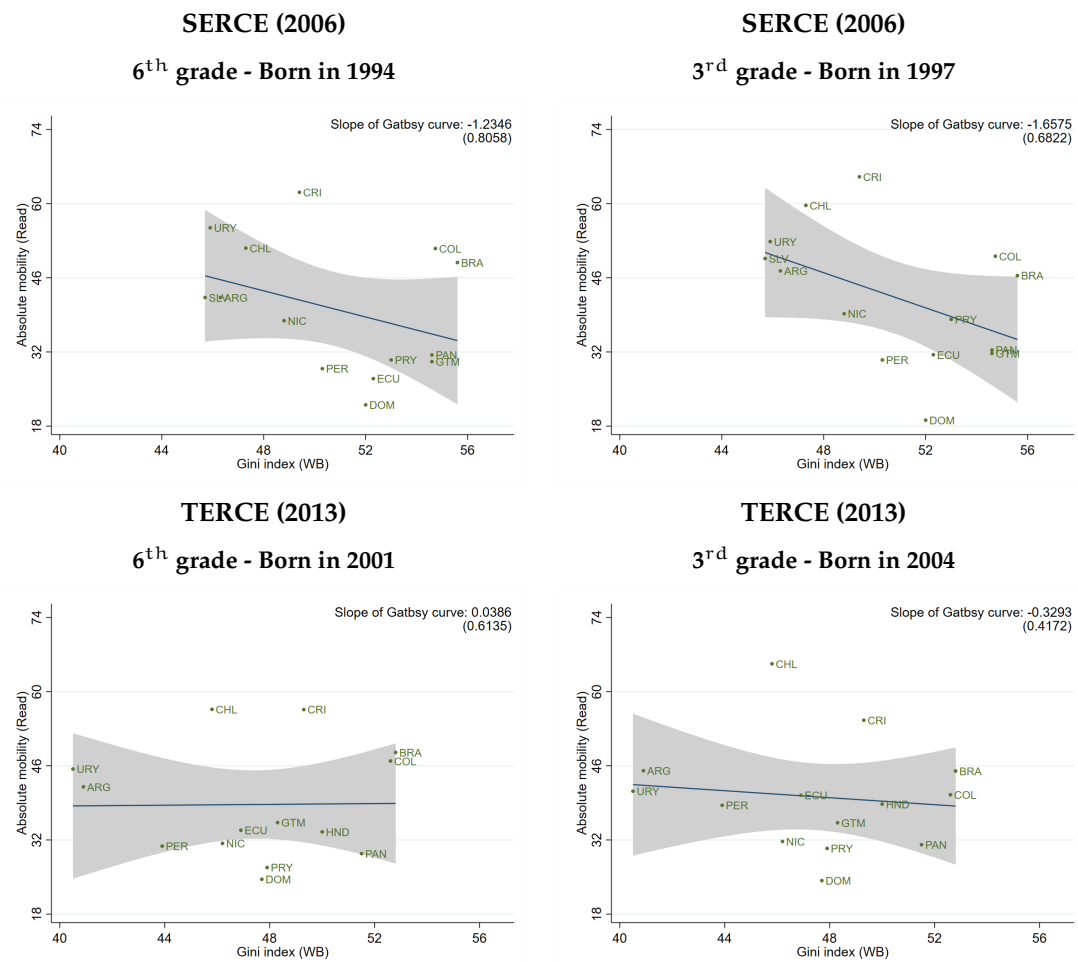 SERCE (2006)
6th grade - Born in 1994
Slope of Gatbsy curve: -1.2346
(0.8058)
Absolute mobility (Read)
74
60
46
32
18
CRI
URY
CHL
COL
BRA
SLV
ARG
NIC
PER
PRY
PAN
GTM
ECU
DOM
40 44 48 52 56
Gini index (WB)
SERCE (2006)
3rd grade - Born in 1997
Slope of Gatbsy curve: -1.6575
(0.6822)
Absolute mobility (Read)
74
60
46
32
18
CRI
CHL
URY
SLV
ARG
COL
BRA
NIC
PRY
PER
ECU
PAN
GTM
DOM
40 44 48 52 56
Gini index (WB)
TERCE (2013)
6th grade - Born in 2001
Slope of Gatbsy curve: 0.0386
(0.6135)
Absolute mobility (Read)
74
60
46
32
18
CHL
CRI
BRA
COL
URY
ARG
GTM
ECU
HND
PER
NIC
PAN
PRY
DOM
40 44 48 52 56
Gini index (WB)
TERCE (2013)
3rd grade - Born in 2004
Slope of Gatbsy curve: -0.3293
(0.4172)
Absolute mobility (Read)
74
60
46
32
18
CHL
CRI
ARG
BRA
URY
ECU
COL
PER
HND
GTM
NIC
PRY
PAN
DOM
40 44 48 52 56
Gini index (WB)